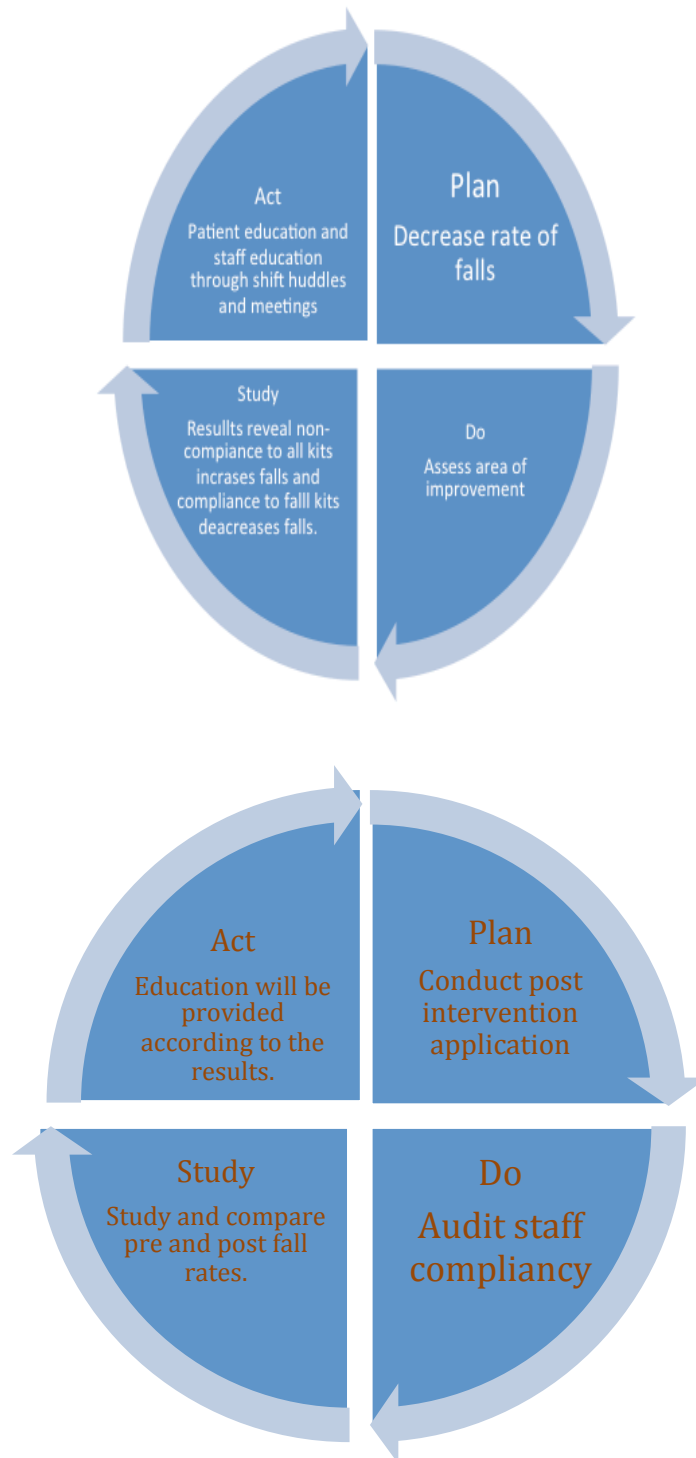 Act
Patient education and
staff education
through shift huddles
and meetings
Plan
Decrease rate of
falls
Study
Resullts reveal non-
compiance to all kits
incrases falls and
compliance to falll kits
deacreases falls.
Do
Assess area of
improvement
Act
Education will be
provided
according to the
results.
Plan
Conduct post
intervention
application
Study
Study and compare
pre and post fall
rates.
Do
Audit staff
compliancy